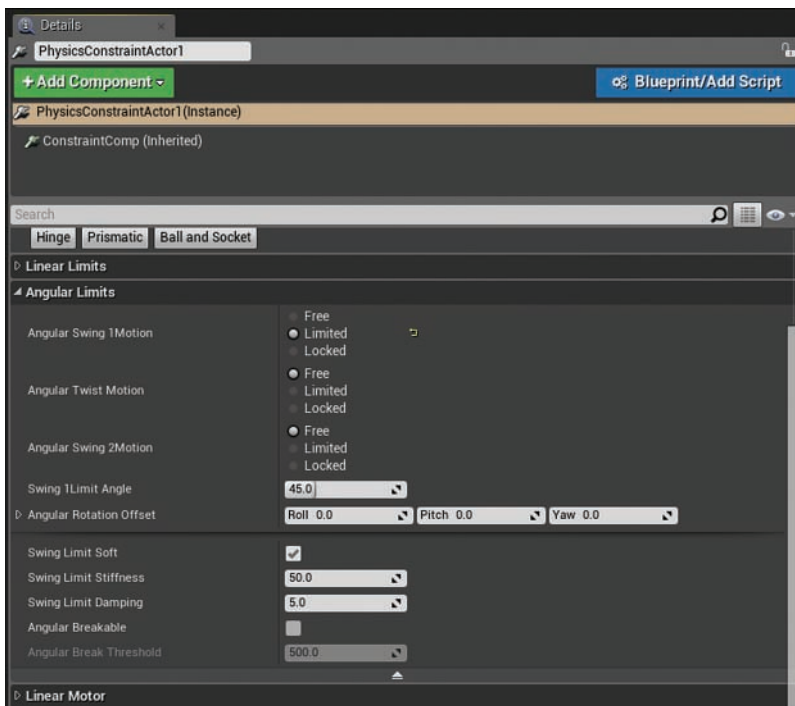 Details
PhysicsConstraintActor1
+ Add Component
Blueprint/Add Script
PhysicsConstraintActor1(Instance)
ConstraintComp (Inherited)
Search
Hinge Prismatic Ball and Socket
Linear Limits
Angular Limits
Angular Swing 1Motion
Free
Limited
Locked
Angular Twist Motion
Free
Limited
Locked
Angular Swing 2Motion
Free
Limited
Locked
Swing 1Limit Angle 45.0
Angular Rotation Offset Roll 0.0 Pitch 0.0 Yaw 0.0
Swing Limit Soft
Swing Limit Stiffness 50.0
Swing Limit Damping 5.0
Angular Breakable
Angular Break Threshold 500.0
Linear Motor